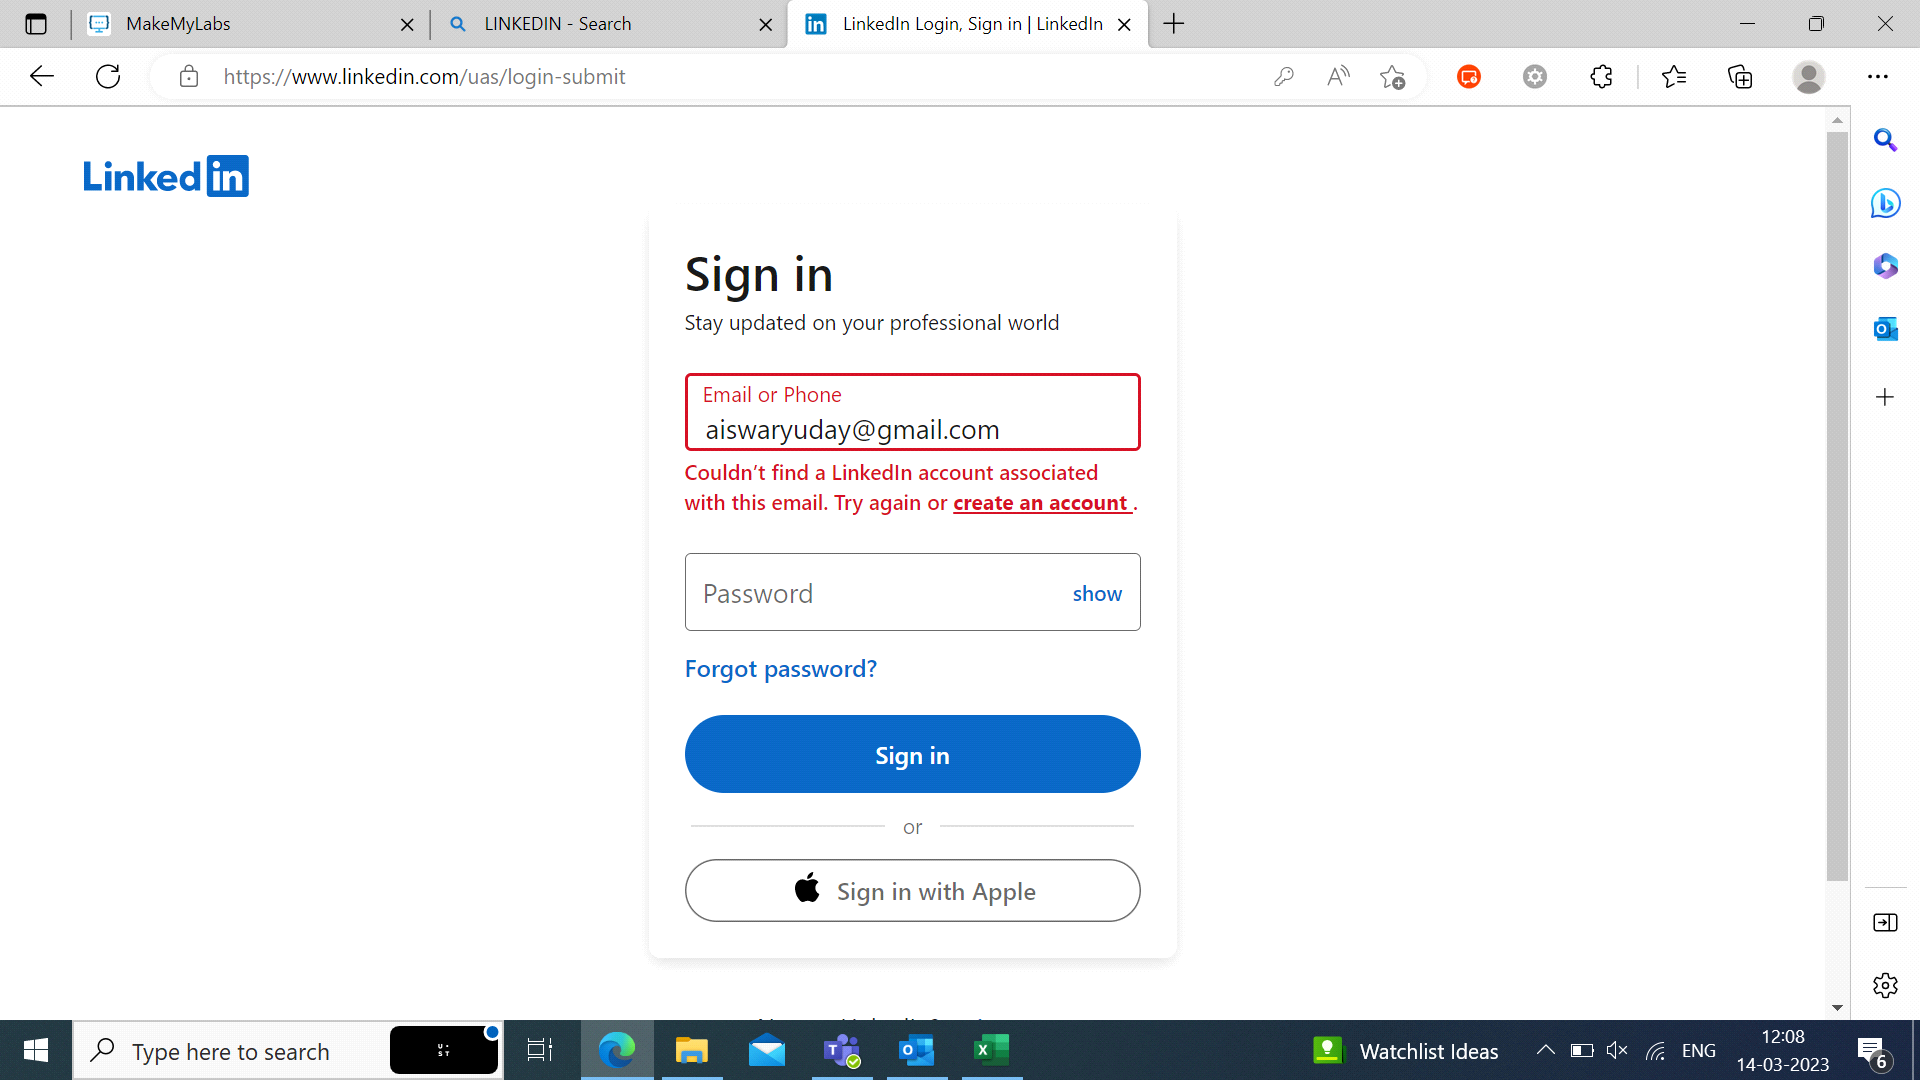 MakeMyLabs
LINKEDIN - Search
LinkedIn Login, Sign in | LinkedIn
https://www.linkedin.com/uas/login-submit
Linked in
Sign in
Stay updated on your professional world
Email or Phone
aiswaryuday@gmail.com
Couldn’t find a LinkedIn account associated
with this email. Try again or create an account .
Password
show
Forgot password?
Sign in
or
Sign in with Apple
Type here to search
Watchlist Ideas
ENG
12:08
14-03-2023
6